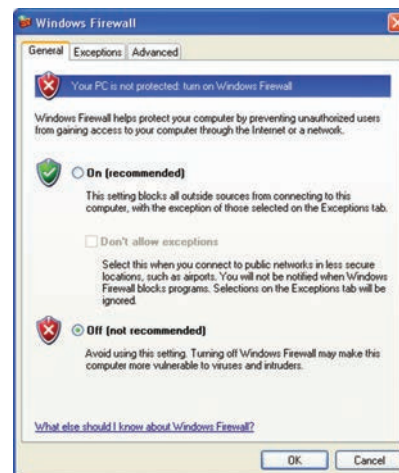 Windows Firewall
General Exceptions Advanced
Your PC is not protected: turn on Windows Firewall
Windows Firewall helps protect your computer by preventing unauthorized users
from gaining access to your computer through the Internet or a network.
On (recommended)
This setting blocks all outside sources from connecting to this
computer, with the exception of those selected on the Exceptions tab.
Don't allow exceptions
Select this when you connect to public networks in less secure
locations, such as airports. You will not be notified when Windows
Firewall blocks programs. Selections on the Exceptions tab will be
ignored.
Off (not recommended)
Avoid using this setting. Turning off Windows Firewall may make this
computer more vulnerable to viruses and intruders.
What else should I know about Windows Firewall?
OK Cancel